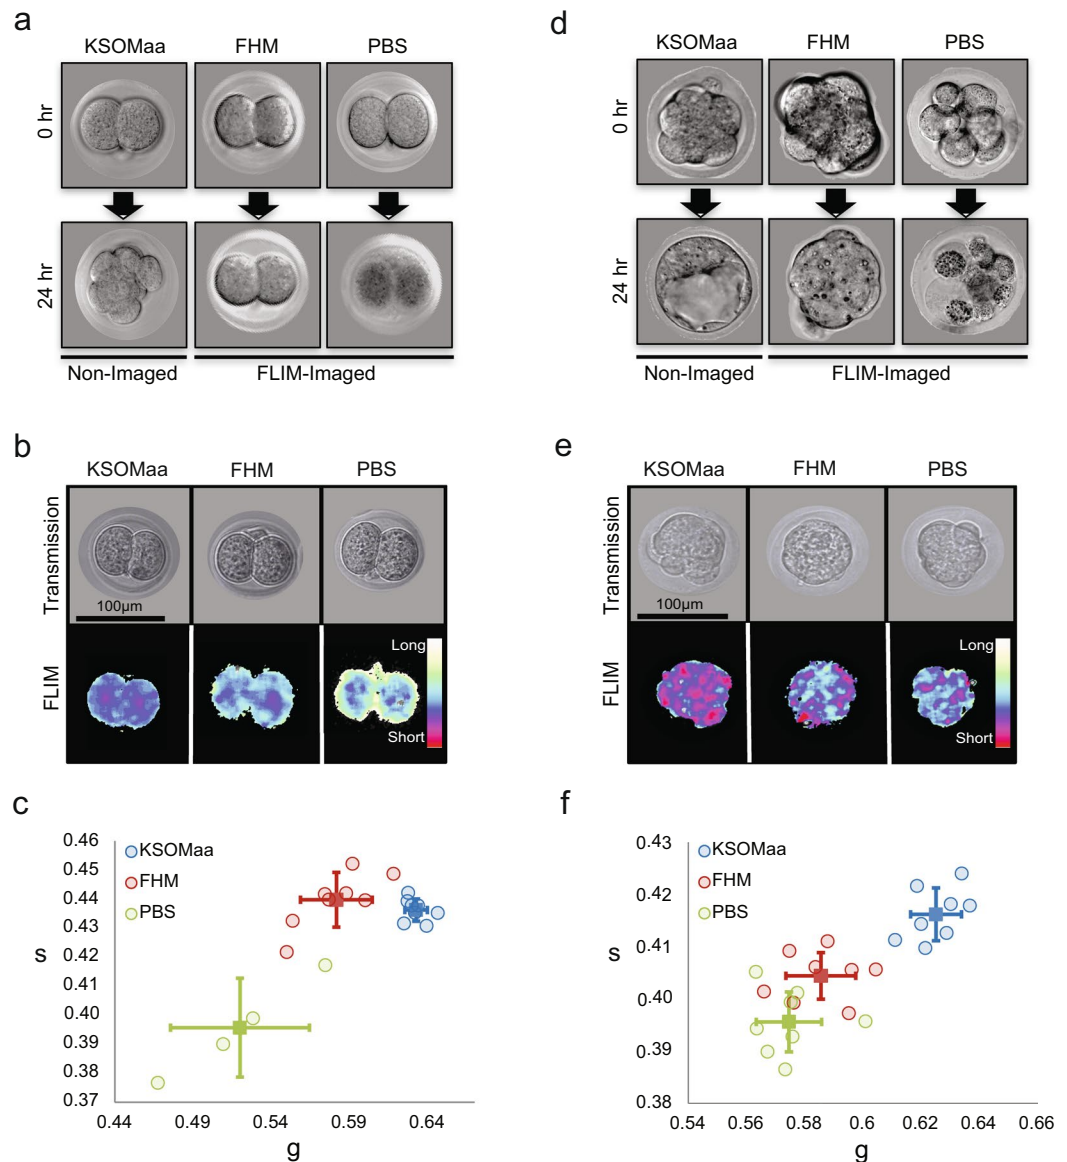 a
KSOMaa FHM PBS
0 hr
24 hr
Non-Imaged FLIM-Imaged
b
KSOMaa FHM PBS
Transmission
100µm
FLIM
Long
Short
c
0.46
0.45
0.44
0.43
0.42
0.41
0.40
0.39
0.38
0.37
s
KSOMaa
FHM
PBS
0.44 0.49 0.54 0.59 0.64
g
d
KSOMaa FHM PBS
0 hr
24 hr
Non-Imaged FLIM-Imaged
e
KSOMaa FHM PBS
Transmission
100µm
FLIM
Long
Short
f
0.43
0.42
0.41
0.40
0.39
0.38
s
KSOMaa
FHM
PBS
0.54 0.56 0.58 0.6 0.62 0.64 0.66
g